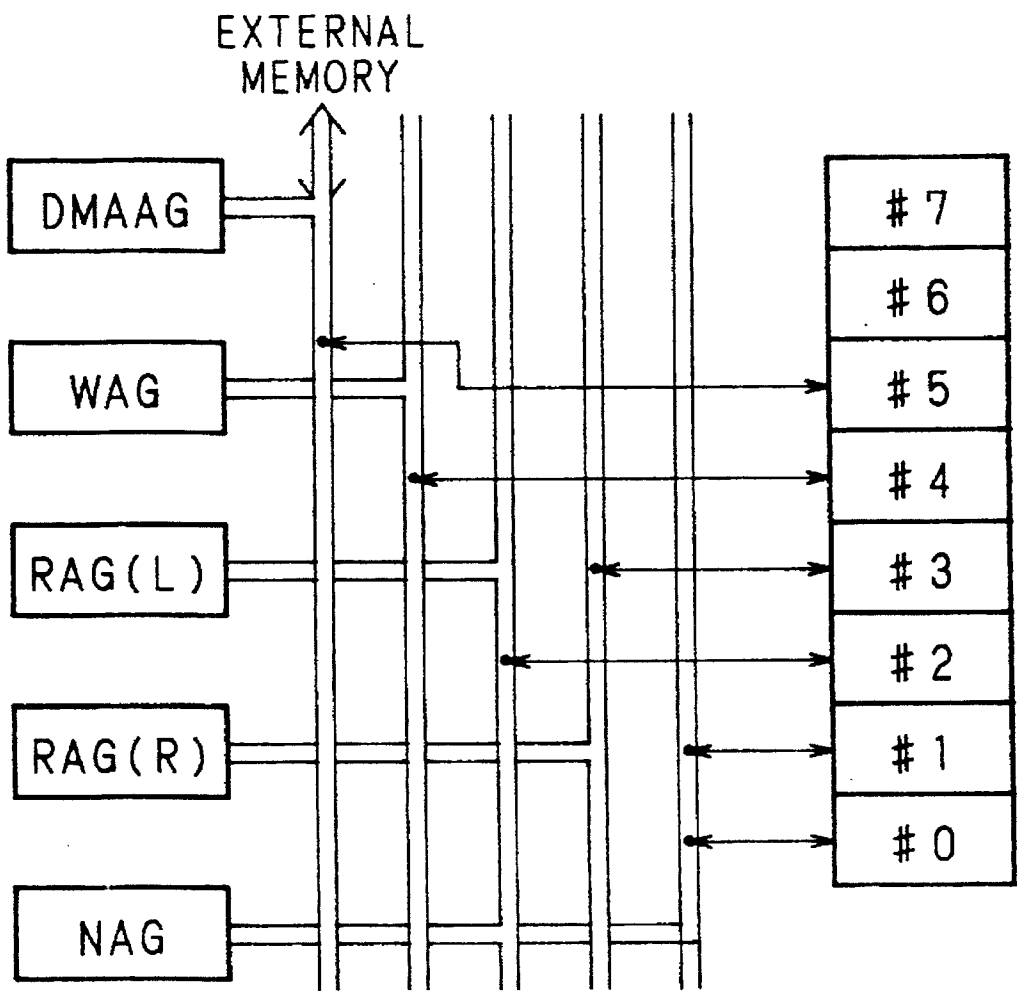 EXTERNAL
MEMORY
DMAAG
WAG
RAG(L)
RAG(R)
NAG
#7
#6
#5
#4
#3
#2
#1
#0